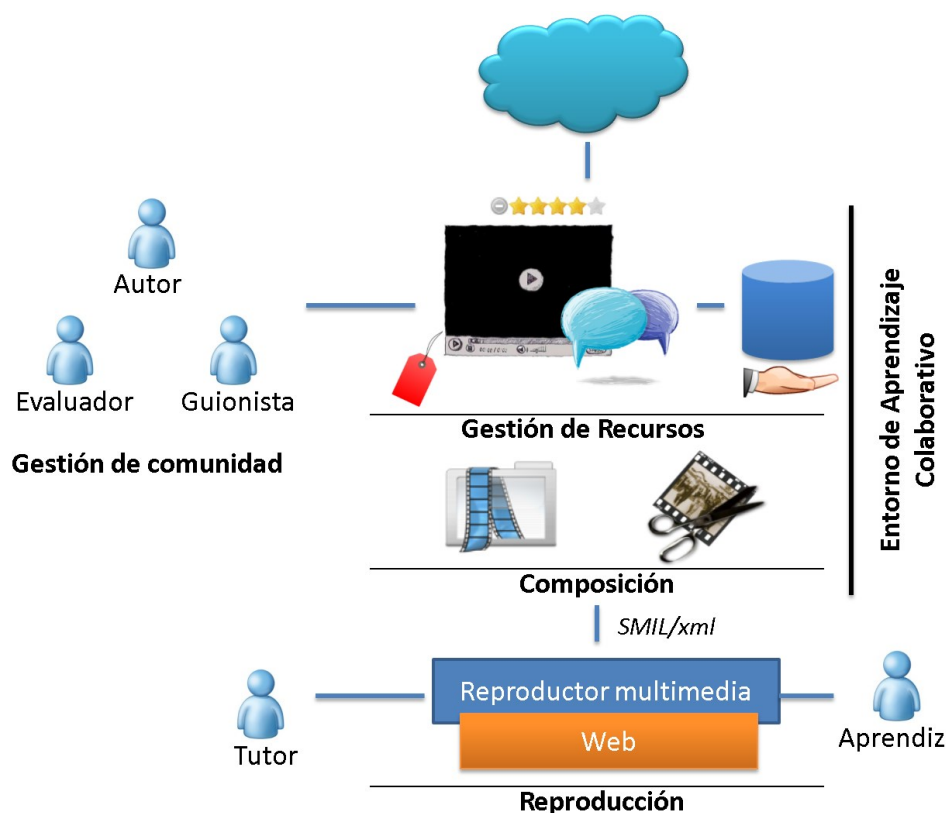 Autor
Evaluador
Guionista
Gestión de comunidad
Gestión de Recursos
Composición
Entorno de Aprendizaje
Colaborativo
SMIL/xml
Reproductor multimedia
Web
Tutor
Aprendiz
Reproducción